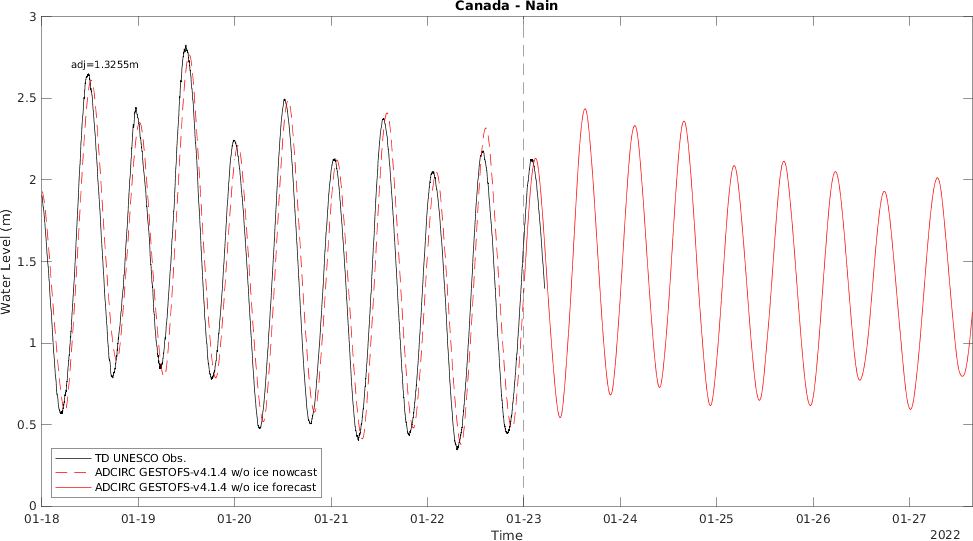 Canada - Nain
adj=1.3255m
3
2.5
2
1.5
1
0.5
0
Water Level (m)
TD UNESCO Obs.
ADCIRC GESTOFS-v4.1.4 w/o ice nowcast
ADCIRC GESTOFS-v4.1.4 w/o ice forecast
01-18 01-19 01-20 01-21 01-22 01-23 01-24 01-25 01-26 01-27
Time
2022